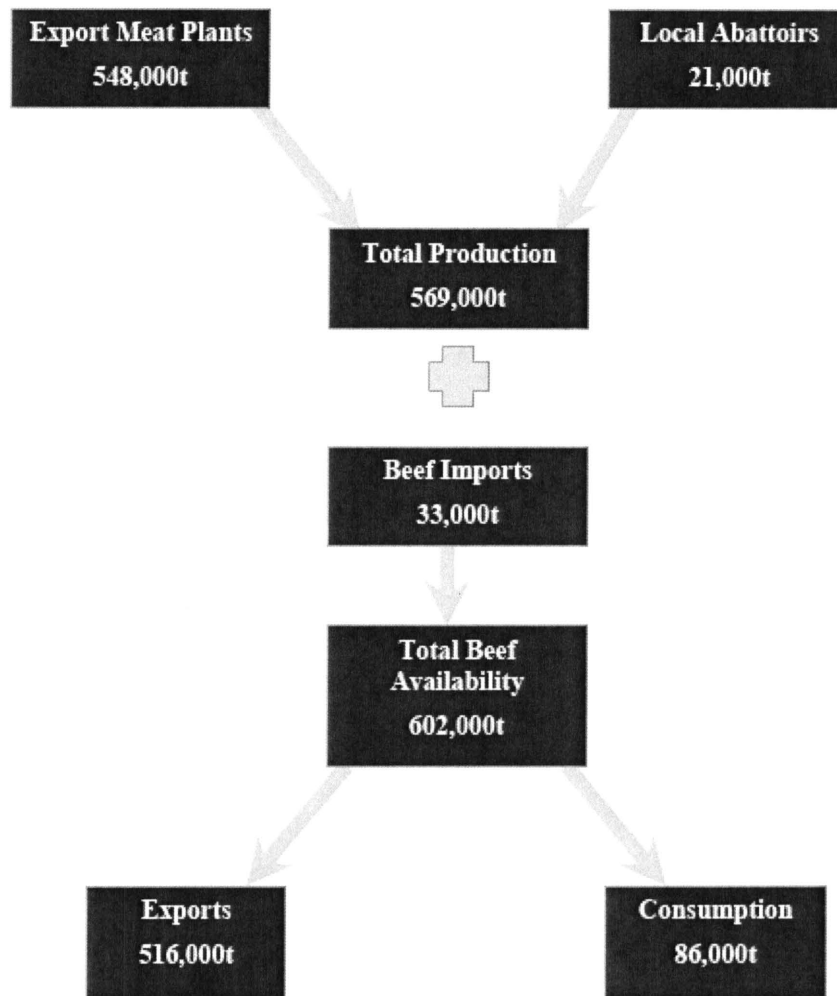 Export Meat Plants
548,000t
Local Abattoirs
21,000t
Total Production
569,000t
Beef Imports
33,000t
Total Beef
Availability
602,000t
Exports
516,000t
Consumption
86,000t